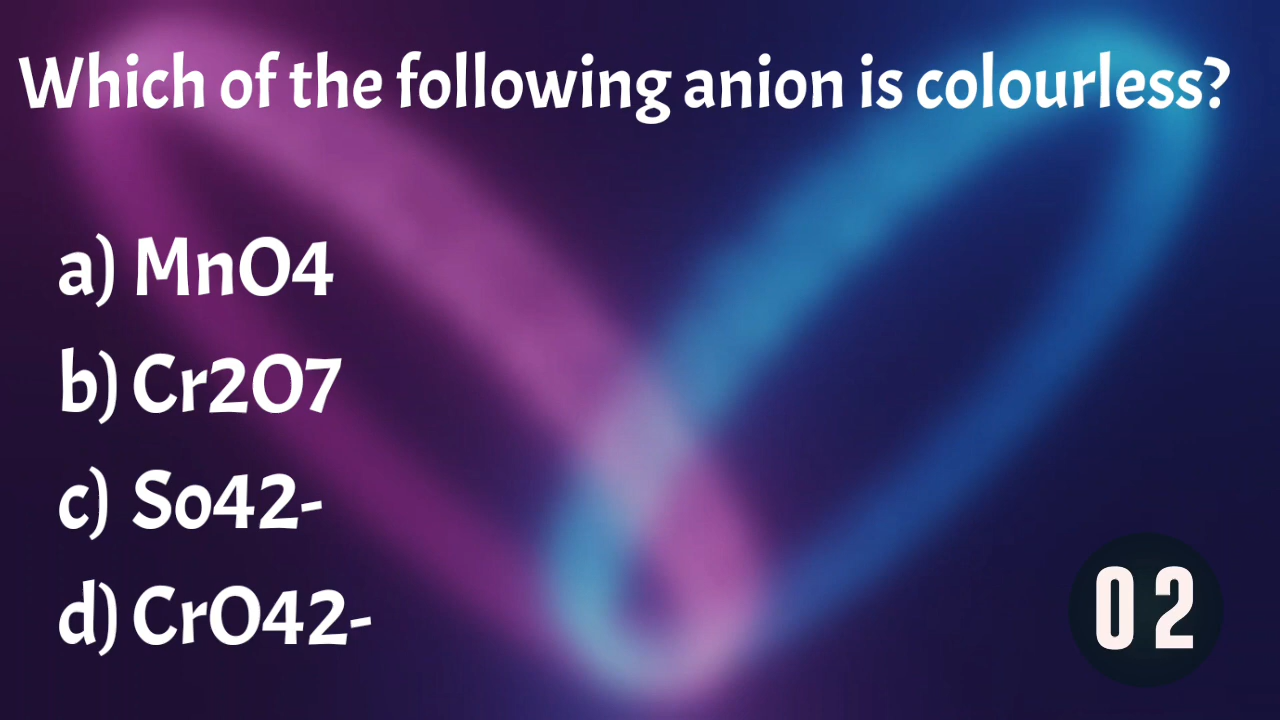 Which of the following anion is colourless?
a) MnO4
b) Cr2O7
c) So42-
d) CrO42-
02